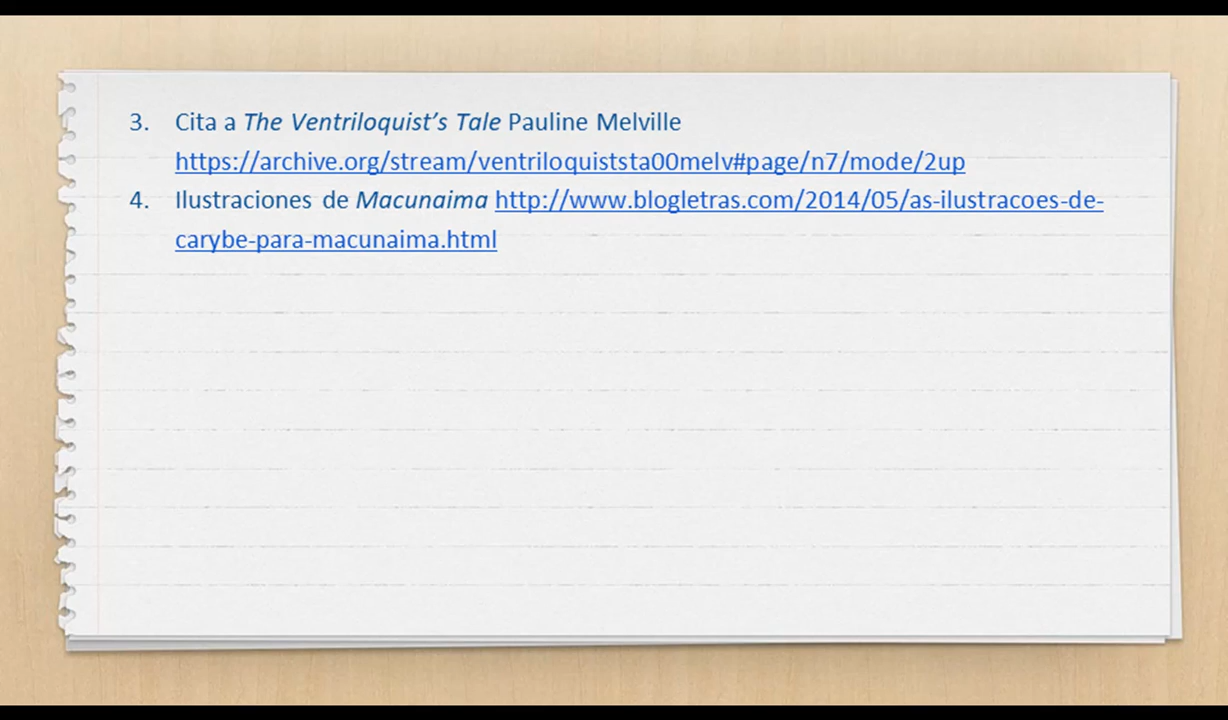 3. Cita a The Ventriloquist's Tale Pauline Melville
https://archive.org/stream/ventriloquiststa00melv#page/n7/mode/2up
4. Ilustraciones de Macunaima http://www.blogletras.com/2014/05/as-ilustracoes-de-
carybe-para-macunaima.html